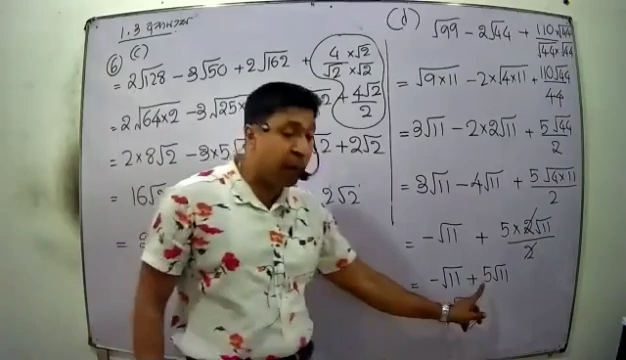 1.3
6) (c)
= 2√128 − 3√50 + 2√162 + 4 ×√2 / √2 ×√2
= 2√64×2 − 3√25× 2 + 4√2 / 2
= 2×8√2 − 3×5√ √2 + 2√2
= 16√ 2√2
=
(d) √99 − 2√44 + 110 ×√44 / √44 ×√44
= √9×11 − 2×√4×11 + 110√44 / 44
= 3√11 − 2×2√11 + 5√44 / 2
= 3√11 − 4√11 + 5√4×11 / 2
= −√11 + 5×2√11 / 2
= −√11 + 5√11